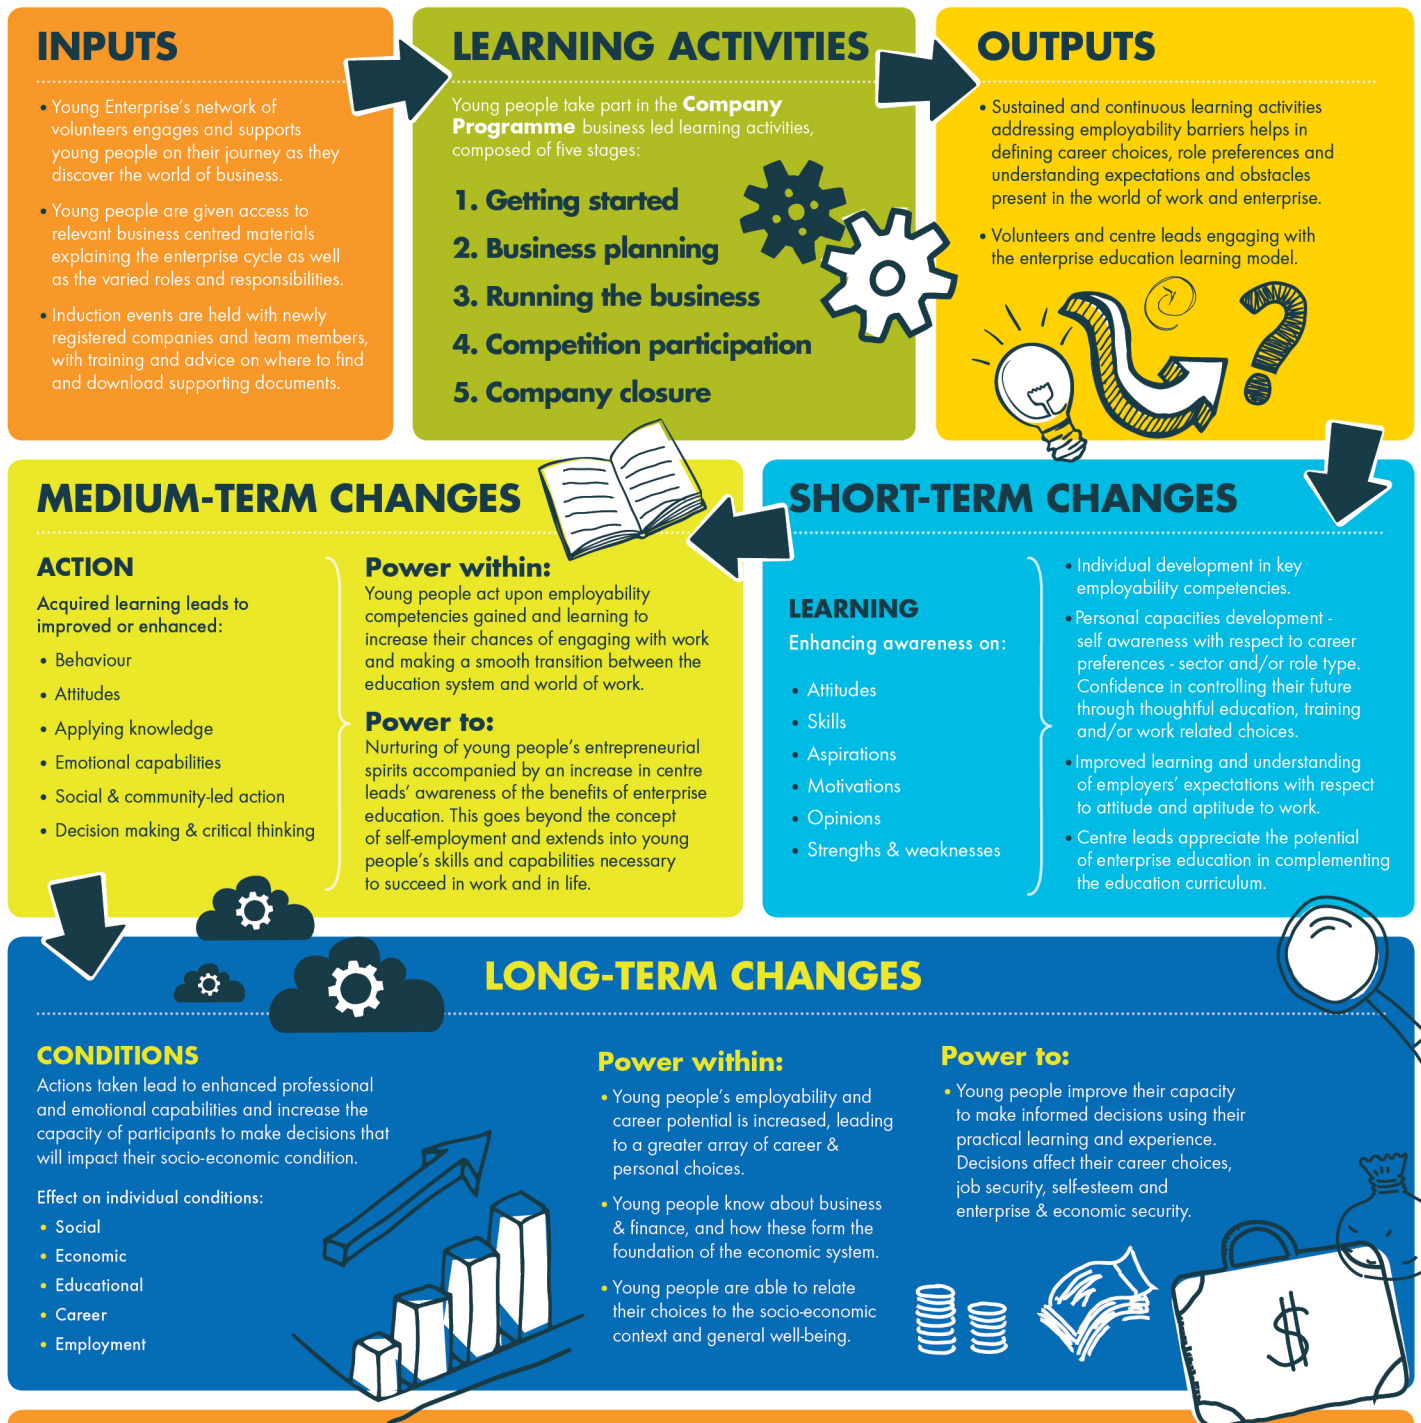 INPUTS
• Young Enterprise's network of
volunteers engages and supports
young people on their journey as they
discover the world of business.
• Young people are given access to
relevant business centred materials
explaining the enterprise cycle as well
as the varied roles and responsibilities.
• Induction events are held with newly
registered companies and team members,
with training and advice on where to find
and download supporting documents.
LEARNING ACTIVITIES
Young people take part in the Company
Programme business led learning activities,
composed of five stages:
1. Getting started
2. Business planning
3. Running the business
4. Competition participation
5. Company closure
OUTPUTS
• Sustained and continuous learning activities
addressing employability barriers helps in
defining career choices, role preferences and
understanding expectations and obstacles
present in the world of work and enterprise.
• Volunteers and centre leads engaging with
the enterprise education learning model.
?
SHORT-TERM CHANGES
LEARNING
Enhancing awareness on:
• Attitudes
• Skills
• Aspirations
• Motivations
• Opinions
• Strengths & weaknesses
• Individual development in key
employability competencies.
• Personal capacities development -
self awareness with respect to career
preferences - sector and/or role type.
Confidence in controlling their future
through thoughtful education, training
and/or work related choices.
• Improved learning and understanding
of employers' expectations with respect
to attitude and aptitude to work.
• Centre leads appreciate the potential
of enterprise education in complementing
the education curriculum.
MEDIUM-TERM CHANGES
ACTION
Acquired learning leads to
improved or enhanced:
• Behaviour
• Attitudes
• Applying knowledge
• Emotional capabilities
• Social & community-led action
• Decision making & critical thinking
Power within:
Young people act upon employability
competencies gained and learning to
increase their chances of engaging with work
and making a smooth transition between the
education system and world of work.
Power to:
Nurturing of young people's entrepreneurial
spirits accompanied by an increase in centre
leads' awareness of the benefits of enterprise
education. This goes beyond the concept
of self-employment and extends into young
people's skills and capabilities necessary
to succeed in work and in life.
LONG-TERM CHANGES
CONDITIONS
Actions taken lead to enhanced professional
and emotional capabilities and increase the
capacity of participants to make decisions that
will impact their socio-economic condition.
Effect on individual conditions:
• Social
• Economic
• Educational
• Career
• Employment
Power within:
• Young people's employability and
career potential is increased, leading
to a greater array of career &
personal choices.
• Young people know about business
& finance, and how these form the
foundation of the economic system.
• Young people are able to relate
their choices to the socio-economic
context and general well-being.
Power to:
• Young people improve their capacity
to make informed decisions using their
practical learning and experience.
Decisions affect their career choices,
job security, self-esteem and
enterprise & economic security.
$